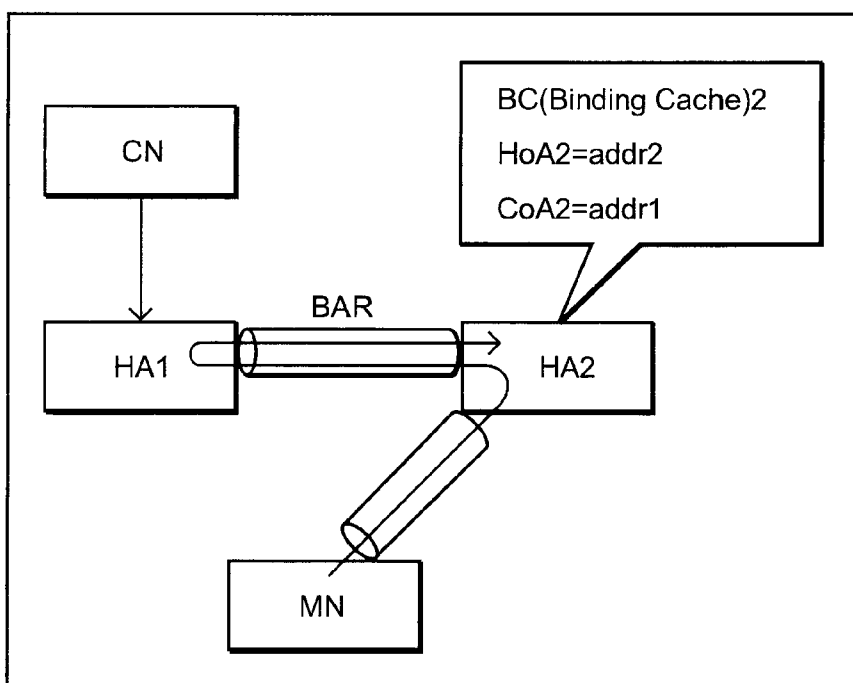 BC(Binding Cache)2
HoA2=addr2
CoA2=addr1
CN
BAR
HA1
HA2
MN